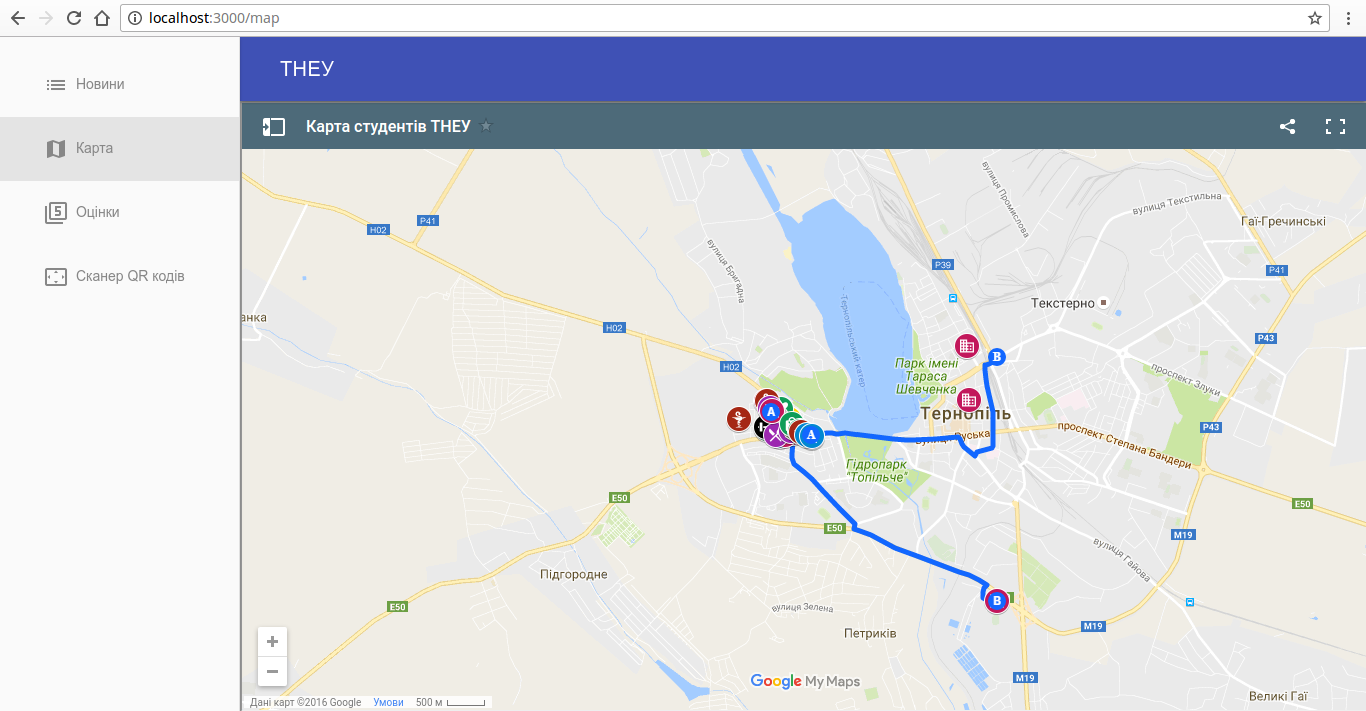 localhost:3000/map
Новини
Карта
Оцінки
Сканер QR кодів
ТНЕУ
Карта студентів ТНЕУ
вулиця Текстильна
вулиця Промислова
Гаї-Гречинські
P41
H02
вулиця Бригадна
P39
P41
Тернопільський катер
Текстерно
анка
H02
P43
Парк імені
Тараса
Шевченка
B
H02
проспект Злуки
A
Тернопіль
A
вулиця Руська
проспект Степана Бандери
P43
Гідропарк
"Топільче"
E50
E50
E50
M19
вулиця Гайова
Підгородне
E50
вулиця Зелена
B
M19
Петриків
+
−
Google My Maps
M19
Великі Гаї
Дані карт ©2016 Google Умови 500 м